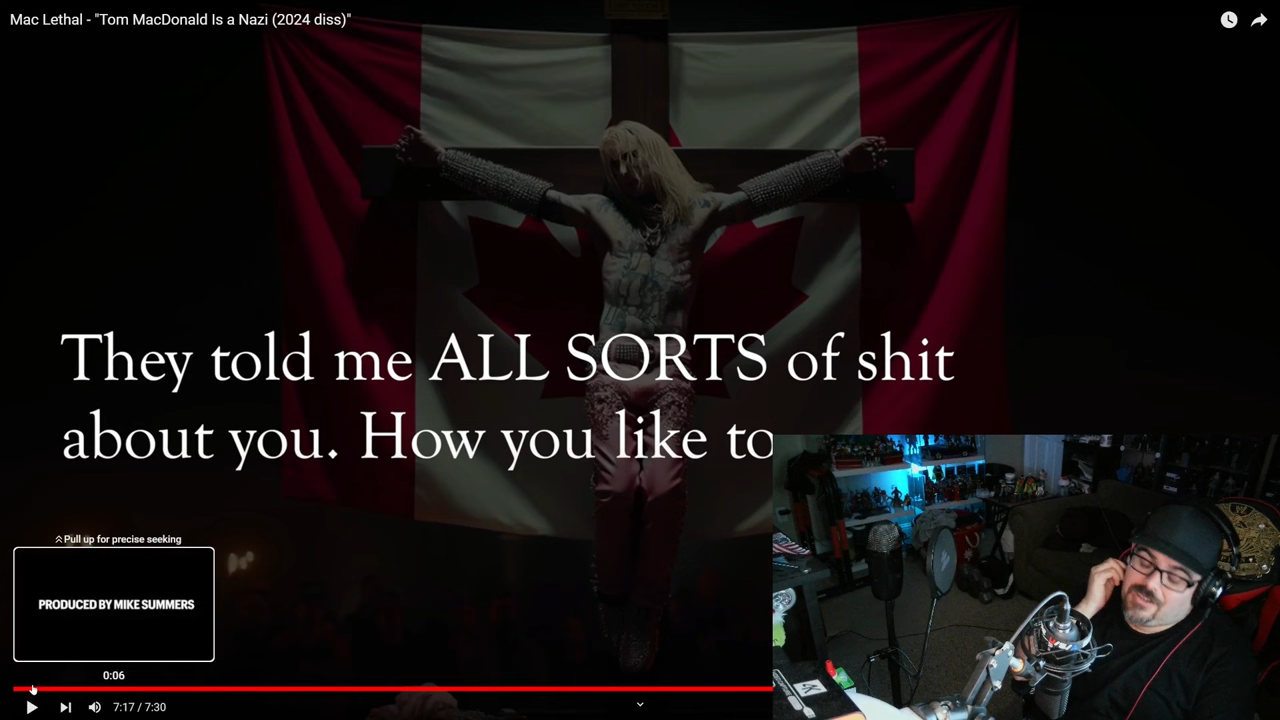 Mac Lethal - "Tom MacDonald Is a Nazi (2024 diss)"
They told me ALL SORTS of shit
about you. How you like to
Pull up for precise seeking
PRODUCED BY MIKE SUMMERS
0:06
7:17 / 7:30